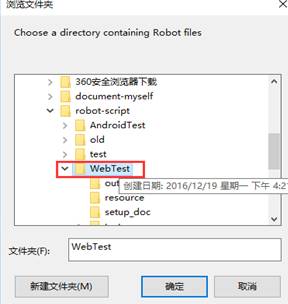 浏览文件夹
Choose a directory containing Robot files
360安全浏览器下载
document-myself
robot-script
AndroidTest
old
test
WebTest
创建日期: 2016/12/19 星期一 下午 4:2
out
resource
setup_doc
文件夹(F):
WebTest
新建文件夹(M)
确定
取消